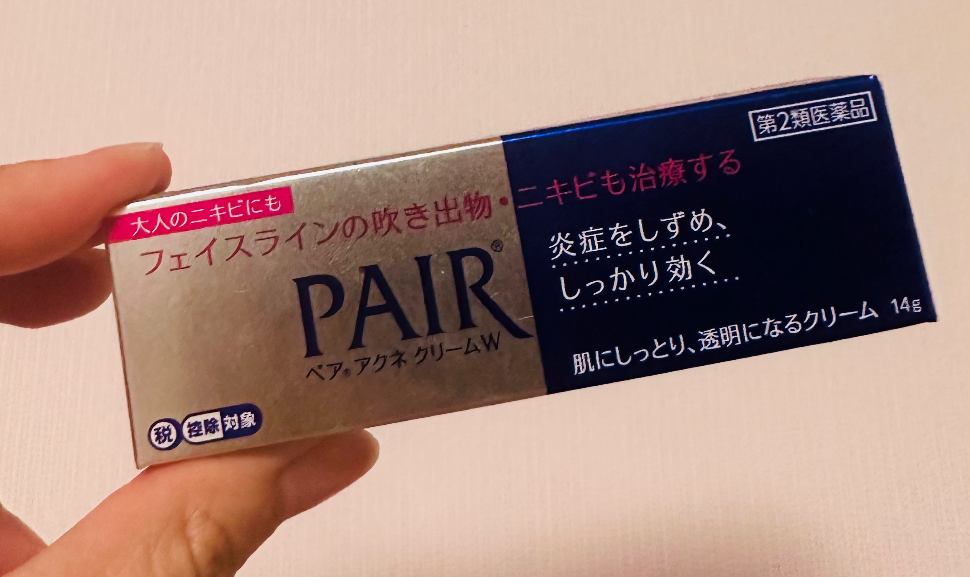 第2類医薬品
大人のニキビにも
フェイスラインの吹き出物・ニキビも治療する
PAIR®
ペア®アクネ クリームW
炎症をしずめ、
しっかり効く
肌にしっとり、透明になるクリーム 14g
税 控除 対象